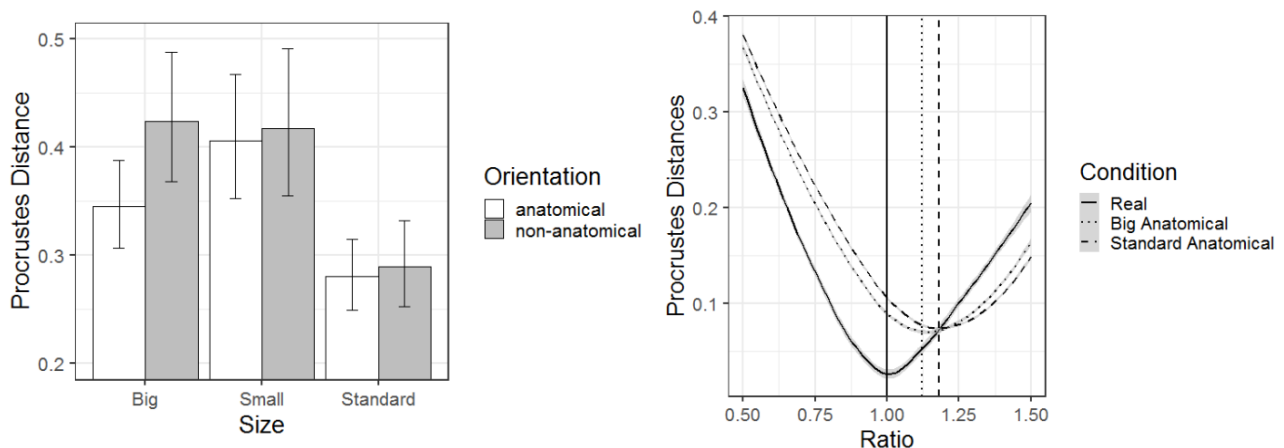 0.5
0.4
0.3
0.2
Procrustes Distance
Big
Small
Standard
Size
Orientation
anatomical
non-anatomical
0.4
0.3
0.2
0.1
Procrustes Distances
0.50
0.75
1.00
1.25
1.50
Ratio
Condition
Real
Big Anatomical
Standard Anatomical